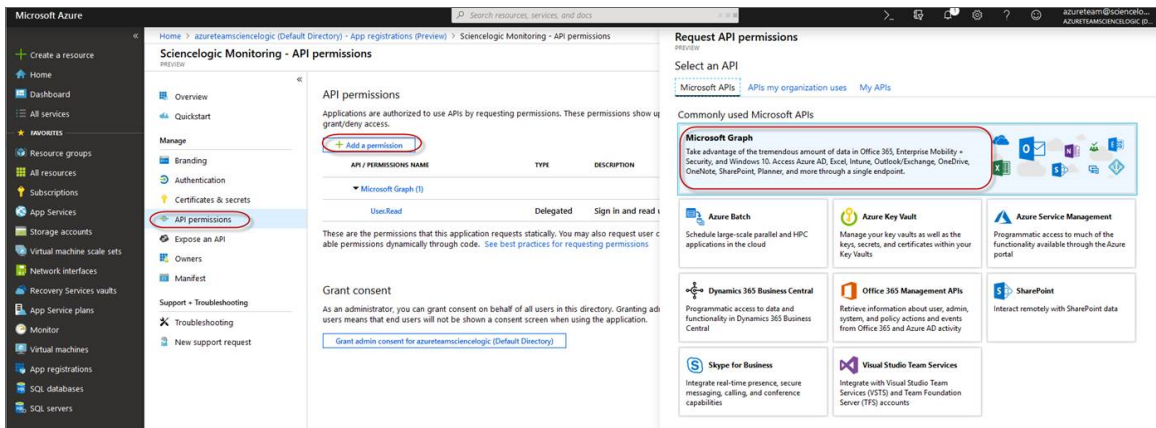 Microsoft Azure
Search resources, services, and docs
azureteam@sciencelo...
AZURETEAMSCIENCELOGIC (D...
Create a resource
Home
Dashboard
All services
FAVORITES
Resource groups
All resources
Subscriptions
App Services
Storage accounts
Virtual machine scale sets
Network interfaces
Recovery Services vaults
App Service plans
Monitor
Virtual machines
App registrations
SQL databases
SQL servers
Home > azureteamsciencelogic (Default Directory) - App registrations (Preview) > Sciencelogic Monitoring - API permissions
Sciencelogic Monitoring - API permissions
PREVIEW
Overview
Quickstart
Manage
Branding
Authentication
Certificates & secrets
API permissions
Expose an API
Owners
Manifest
Support + Troubleshooting
Troubleshooting
New support request
API permissions
Applications are authorized to use APIs by requesting permissions. These permissions show up
grant/deny access.
+ Add a permission
API / PERMISSIONS NAME TYPE DESCRIPTION
Microsoft Graph (1)
User.Read Delegated Sign in and read u
These are the permissions that this application requests statically. You may also request user c
able permissions dynamically through code. See best practices for requesting permissions
Grant consent
As an administrator, you can grant consent on behalf of all users in this directory. Granting ad
users means that end users will not be shown a consent screen when using the application.
Grant admin consent for azureteamsciencelogic (Default Directory)
Request API permissions
PREVIEW
Select an API
Microsoft APIs APIs my organization uses My APIs
Commonly used Microsoft APIs
Microsoft Graph
Take advantage of the tremendous amount of data in Office 365, Enterprise Mobility +
Security, and Windows 10. Access Azure AD, Excel, Intune, Outlook/Exchange, OneDrive,
OneNote, SharePoint, Planner, and more through a single endpoint.
Azure Batch
Schedule large-scale parallel and HPC
applications in the cloud
Azure Key Vault
Manage your key vaults as well as the
keys, secrets, and certificates within your
Key Vaults
Azure Service Management
Programmatic access to much of the
functionality available through the Azure
portal
Dynamics 365 Business Central
Programmatic access to data and
functionality in Dynamics 365 Business
Central
Office 365 Management APIs
Retrieve information about user, admin,
system, and policy actions and events
from Office 365 and Azure AD activity
SharePoint
Interact remotely with SharePoint data
Skype for Business
Integrate real-time presence, secure
messaging, calling, and conference
capabilities
Visual Studio Team Services
Integrate with Visual Studio Team
Services (VSTS) and Team Foundation
Server (TFS) accounts